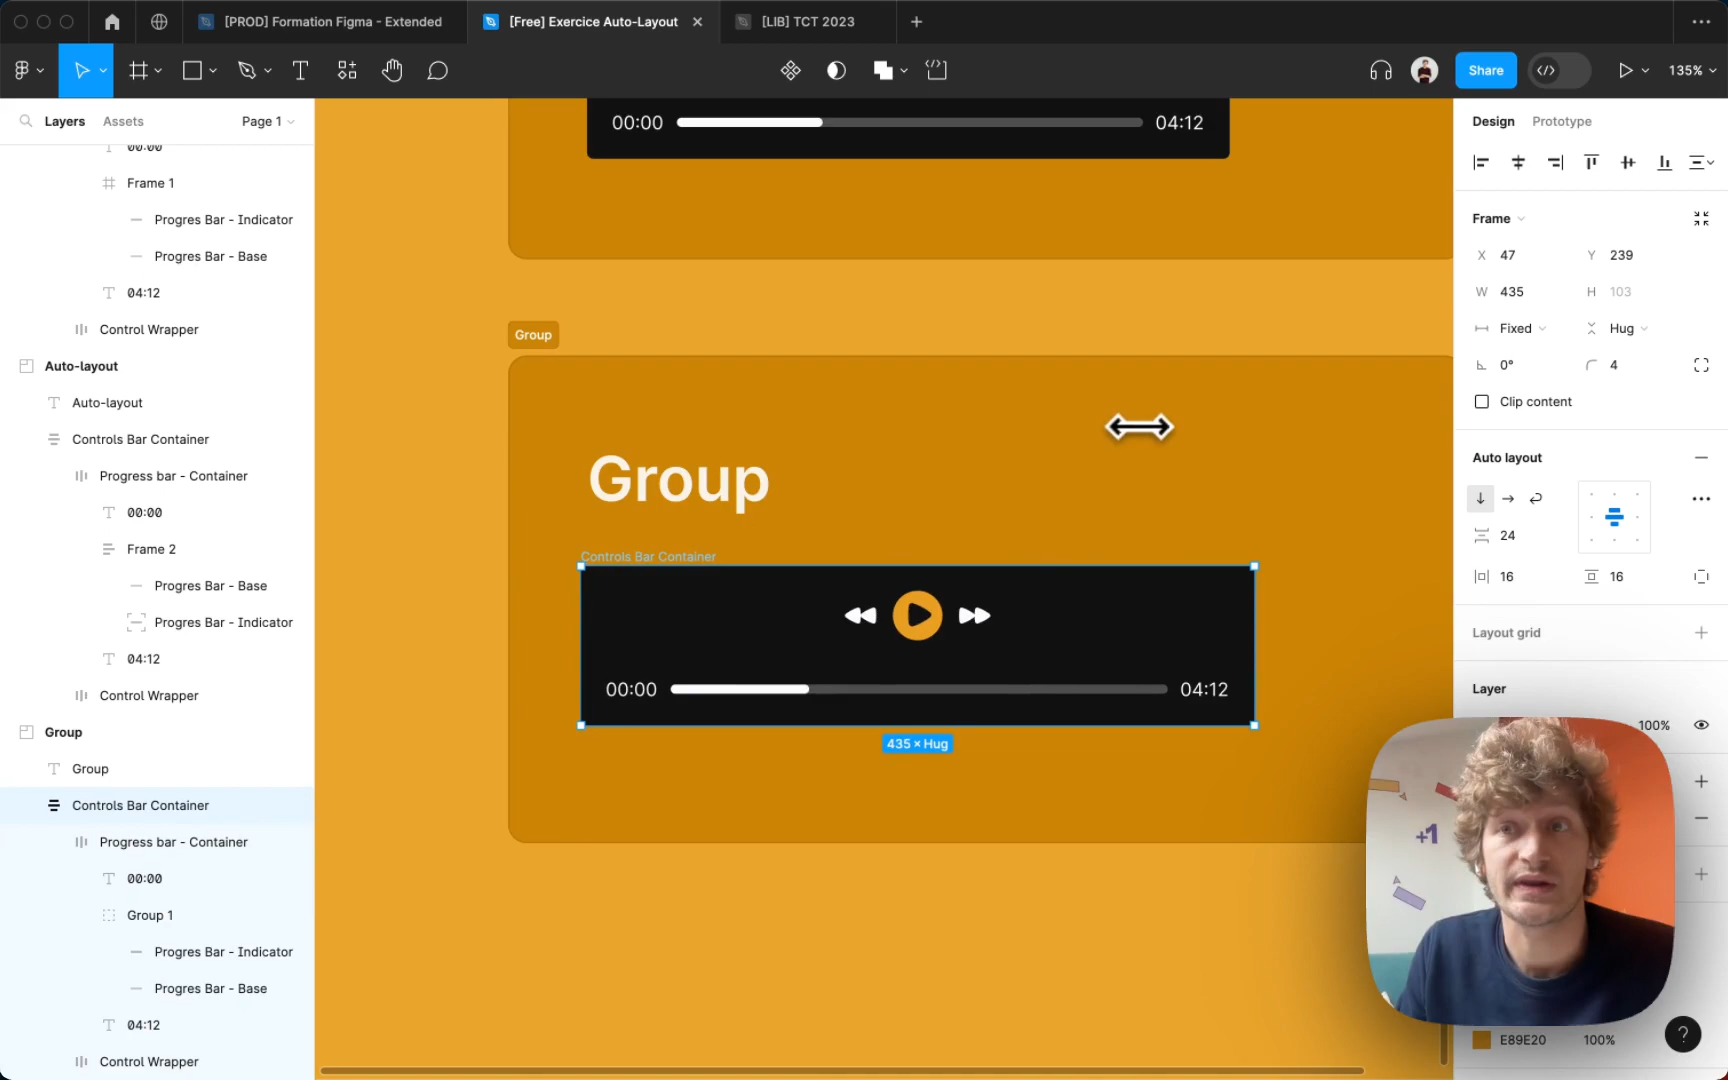 [PROD] Formation Figma - Extended
[Free] Exercice Auto-Layout
[LIB] TCT 2023
Share
135%
Layers
Assets
Page 1
00:00
Frame 1
Progres Bar - Indicator
Progres Bar - Base
04:12
Control Wrapper
Auto-layout
Auto-layout
Controls Bar Container
Progress bar - Container
00:00
Frame 2
Progres Bar - Base
Progres Bar - Indicator
04:12
Control Wrapper
Group
Group
Controls Bar Container
Progress bar - Container
00:00
Group 1
Progres Bar - Indicator
Progres Bar - Base
04:12
Control Wrapper
00:00
04:12
Group
Group
Controls Bar Container
00:00
04:12
435 × Hug
Design
Prototype
Frame
X 47
Y 239
W 435
H 103
Fixed
Hug
0°
4
Clip content
Auto layout
24
16
16
Layout grid
Layer
100%
+1
E89E20
100%
?